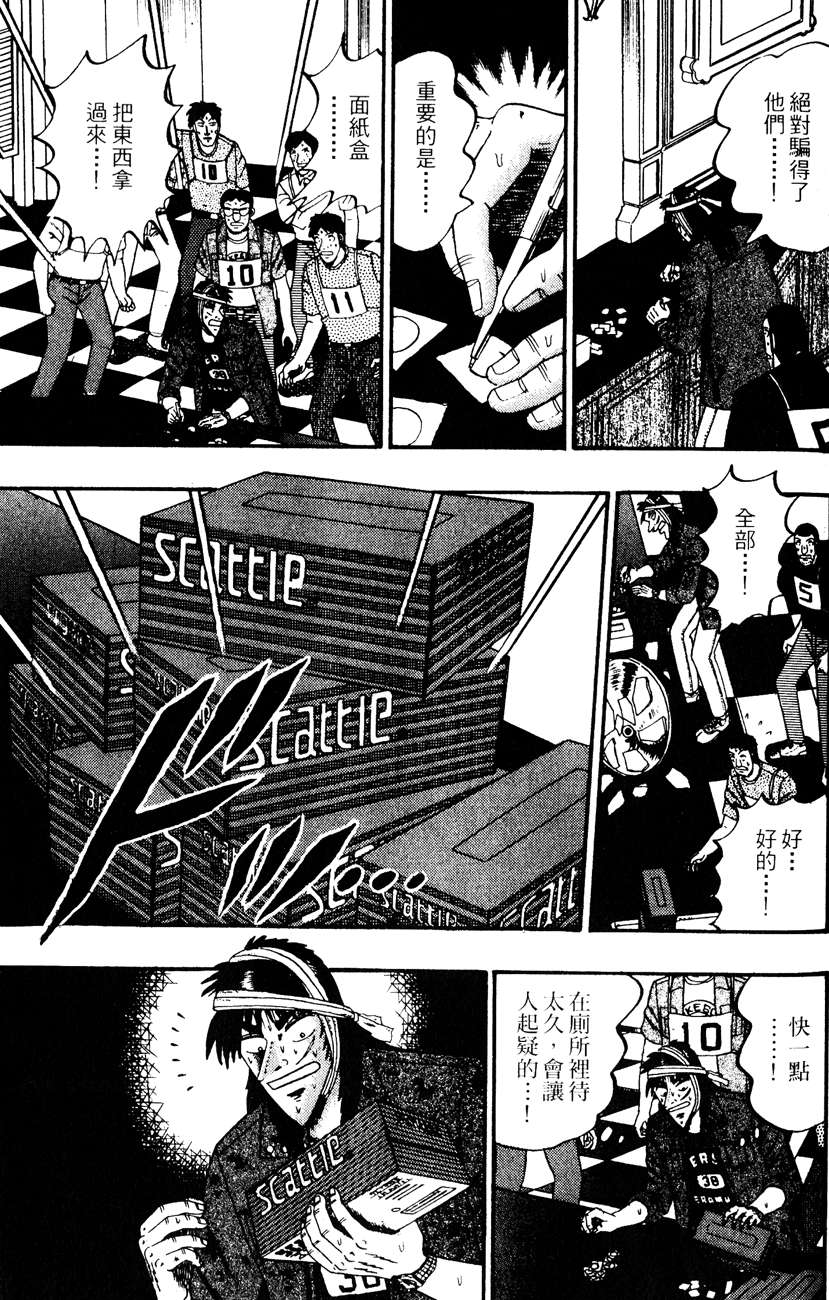 絕對騙得了
他們……!
重要的是……
面紙盒
……
把東西拿
過來…!
10
10
11
全部…!
5
好…
好的…!
scattie
scattie
scattie
快一點
……!
10
在廁所裡待
太久,會讓
人起疑的…!
30
scattie
30